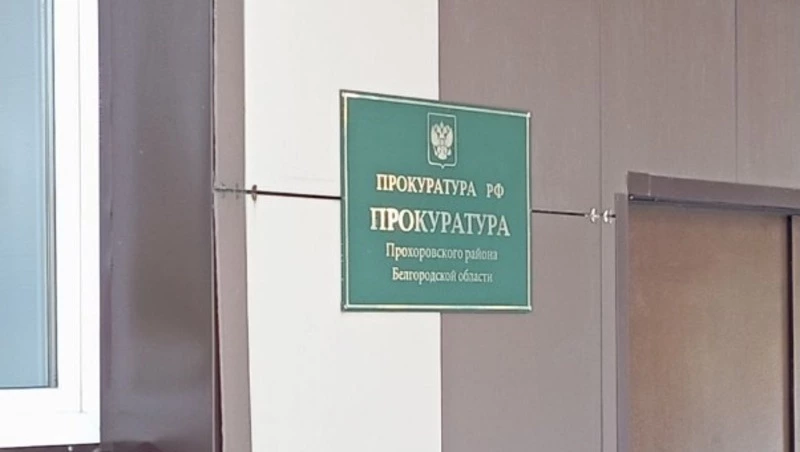 ПРОКУРАТУРА РФ
ПРОКУРАТУРА
Прохоровского района
Белгородской области